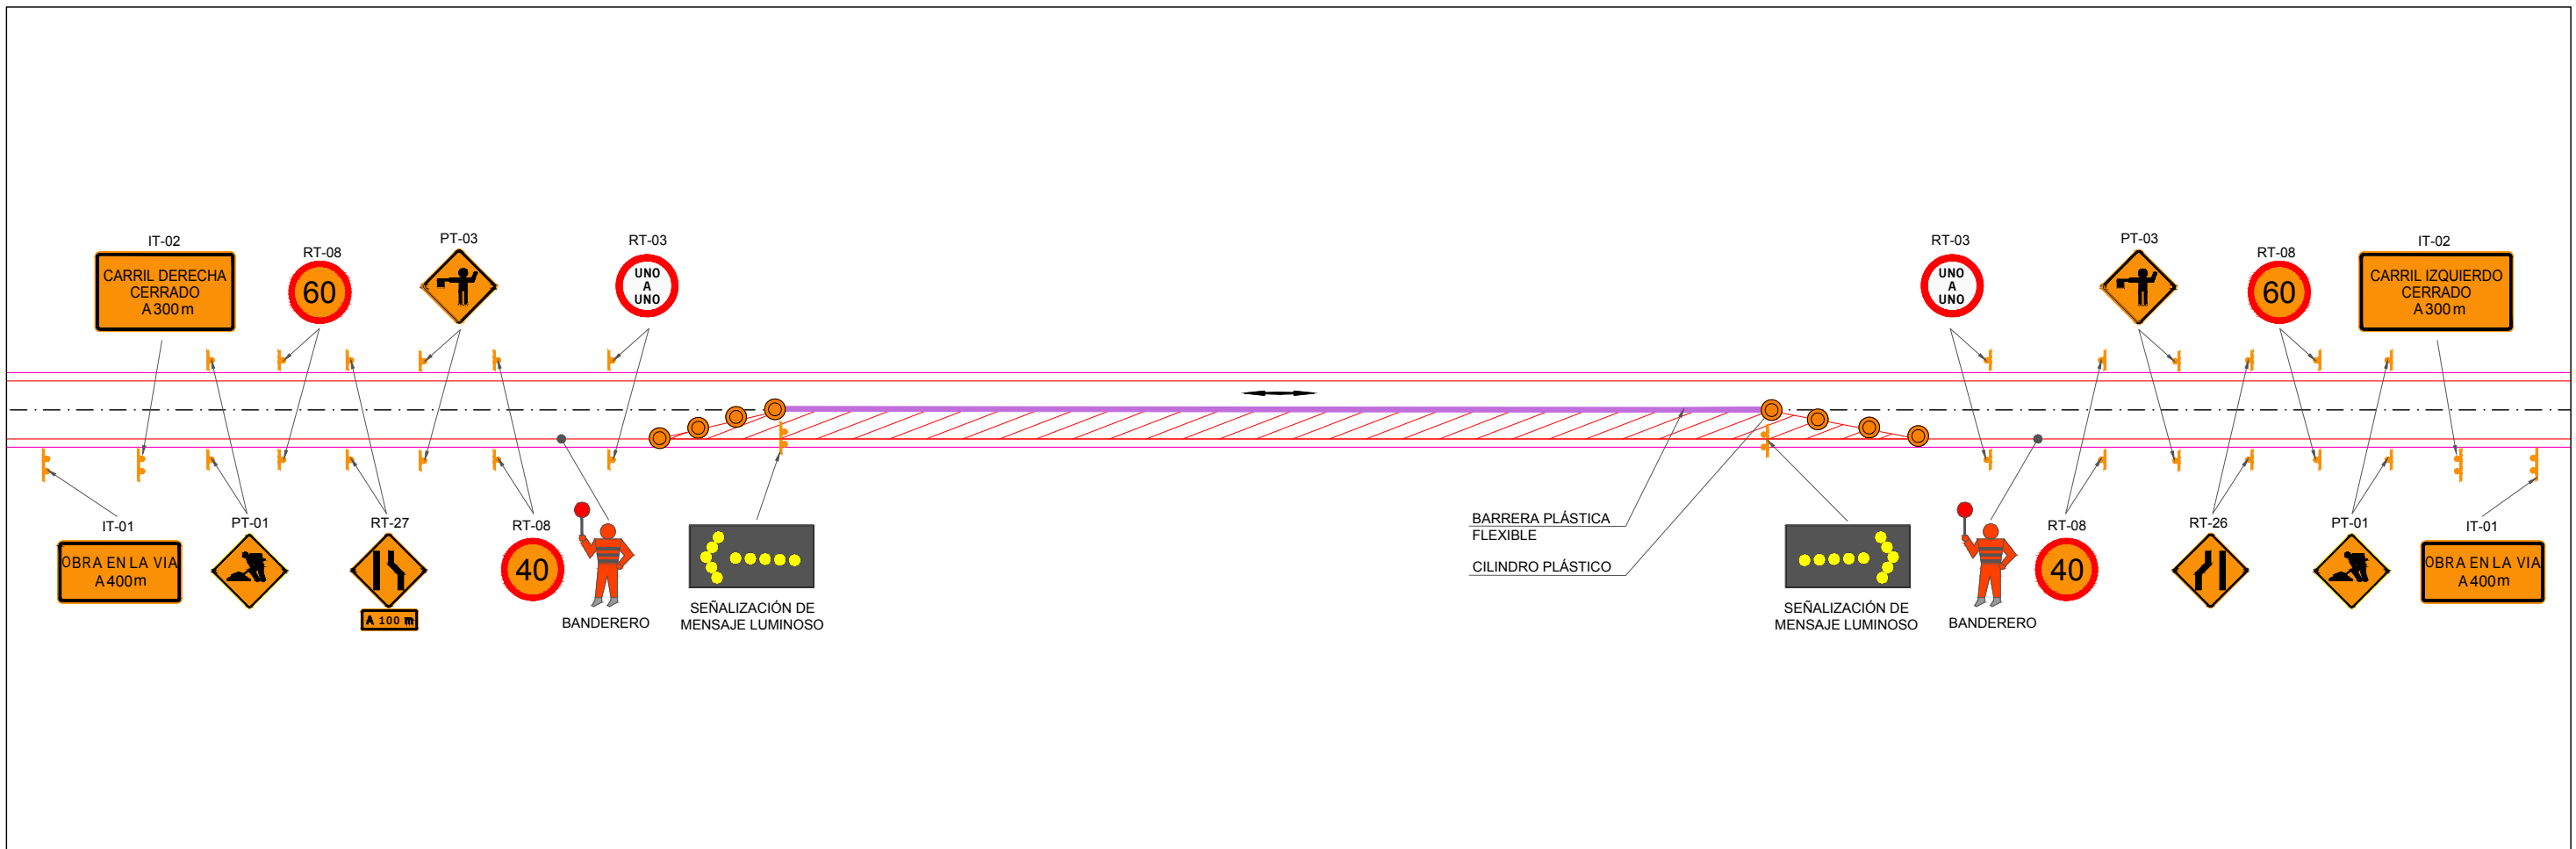 IT-02
CARRIL DERECHA
CERRADO
A 300 m
RT-08
60
PT-03
RT-03
UNO
A
UNO
RT-03
UNO
A
UNO
PT-03
RT-08
60
IT-02
CARRIL IZQUIERDO
CERRADO
A 300 m
IT-01
OBRA EN LA VIA
A 400 m
PT-01
RT-27
A 100 m
RT-08
40
BANDERERO
SEÑALIZACIÓN DE
MENSAJE LUMINOSO
BARRERA PLÁSTICA
FLEXIBLE
CILINDRO PLÁSTICO
SEÑALIZACIÓN DE
MENSAJE LUMINOSO
BANDERERO
RT-08
40
RT-26
PT-01
IT-01
OBRA EN LA VIA
A 400 m